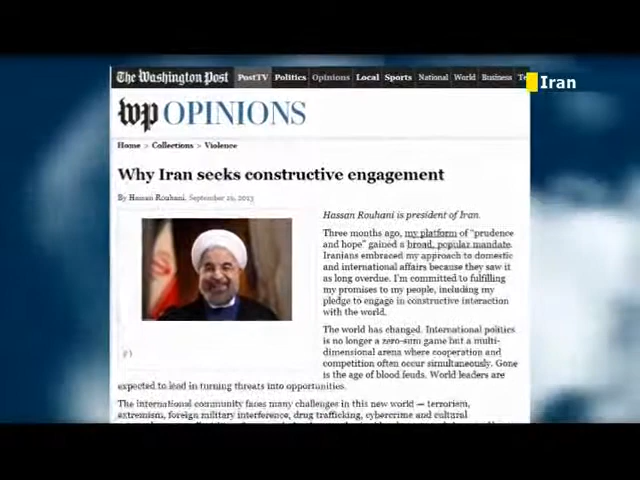 The Washington Post PostTV Politics Opinions Local Sports National World Business
Iran
wp OPINIONS
Home > Collections > Violence
Why Iran seeks constructive engagement
By Hassan Rouhani, September 2013
Hassan Rouhani is president of Iran.
Three months ago, my platform of "prudence
and hope" gained a broad, popular mandate.
Iranians embraced my approach to domestic
and international affairs because they saw it
as long overdue. I'm committed to fulfilling
my promises to my people, including my
pledge to engage in constructive interaction
with the world.
The world has changed. International politics
is no longer a zero-sum game but a multi-
dimensional arena where cooperation and
competition often occur simultaneously. Gone
is the age of blood feuds. World leaders are
expected to lead in turning threats into opportunities.
The international community faces many challenges in this new world — terrorism,
extremism, foreign military interference, drug trafficking, cybercrime and cultural